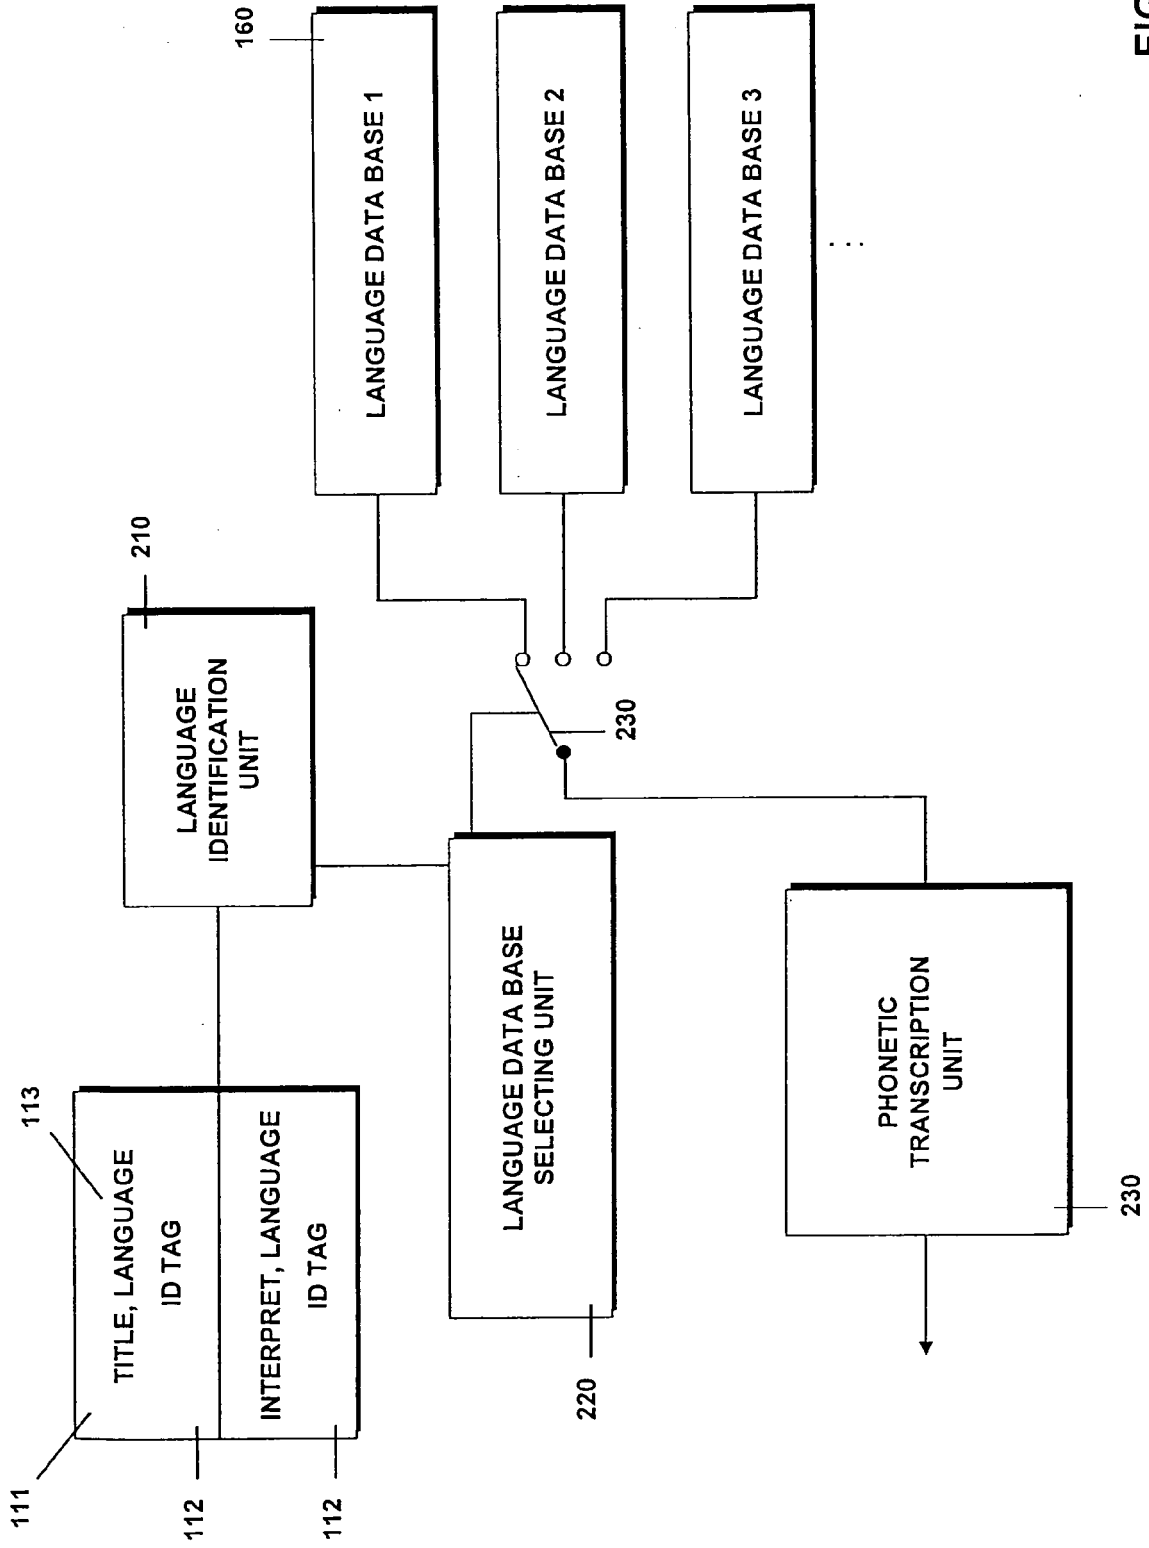 111
113
TITLE, LANGUAGE
ID TAG
112
INTERPRET, LANGUAGE
ID TAG
112
210
LANGUAGE
IDENTIFICATION
UNIT
160
LANGUAGE DATA BASE 1
LANGUAGE DATA BASE 2
LANGUAGE DATA BASE 3
...
230
LANGUAGE DATA BASE
SELECTING UNIT
220
PHONETIC
TRANSCRIPTION
UNIT
230